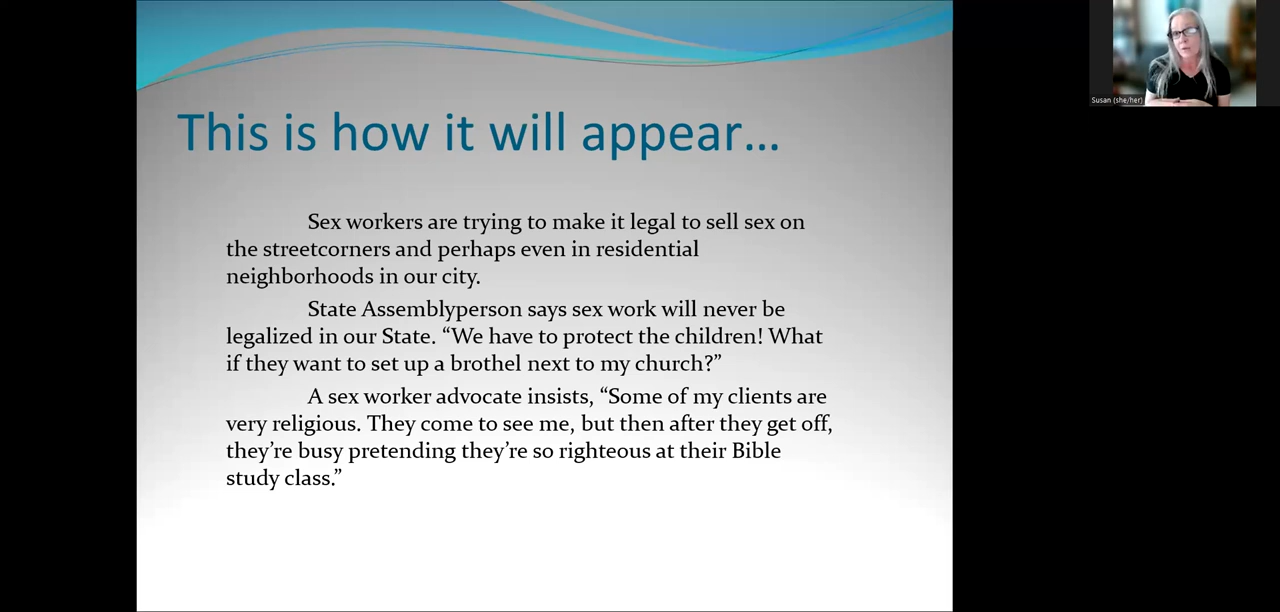 This is how it will appear...
Sex workers are trying to make it legal to sell sex on
the streetcorners and perhaps even in residential
neighborhoods in our city.
State Assemblyperson says sex work will never be
legalized in our State. “We have to protect the children! What
if they want to set up a brothel next to my church?”
A sex worker advocate insists, “Some of my clients are
very religious. They come to see me, but then after they get off,
they’re busy pretending they’re so righteous at their Bible
study class.”
Susan (she/her)